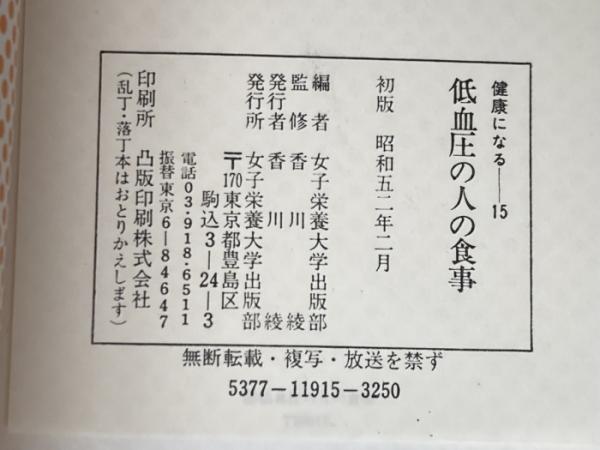 健康になる——15
低血圧の人の食事
初版 昭和五二年二月
編者 女子栄養大学出版部
監修 香川 綾
発行者 香川 綾
発行所 女子栄養大学出版部
〒170東京都豊島区
駒込3—24—3
電話03・918・6511
振替東京6—84647
印刷所 凸版印刷株式会社
(乱丁・落丁本はおとりかえします)
無断転載・複写・放送を禁ず
5377—11915—3250